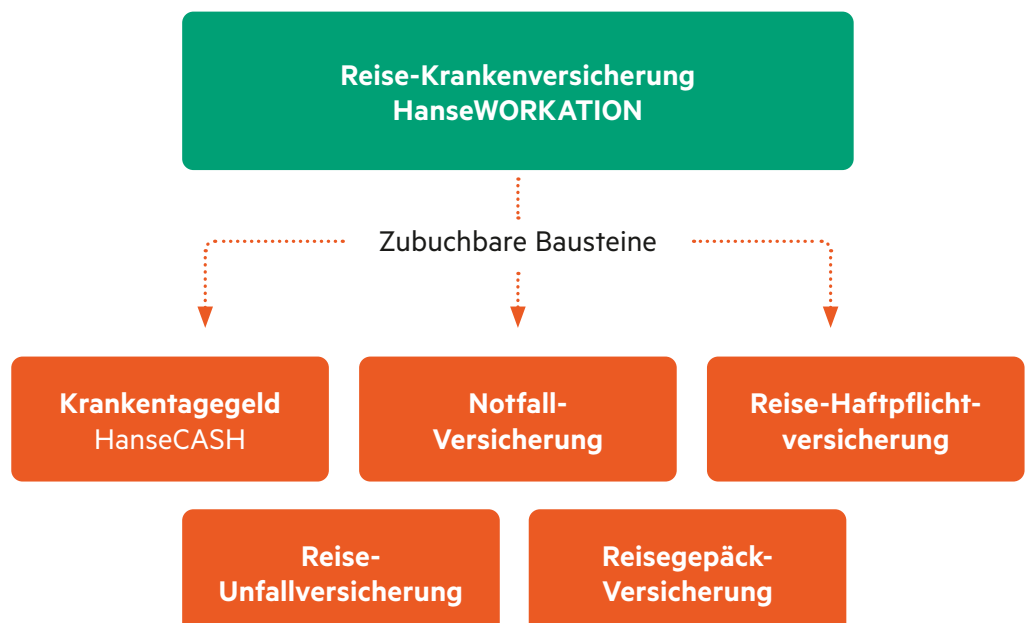 Reise-Krankenversicherung
HanseWORKATION
Zubuchbare Bausteine
Krankentagegeld
HanseCASH
Notfall-
Versicherung
Reise-Haftpflicht-
versicherung
Reise-
Unfallversicherung
Reisegepäck-
Versicherung